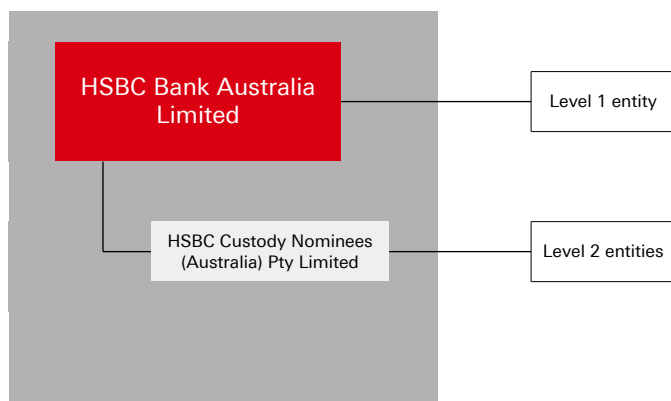 HSBC Bank Australia
Limited
Level 1 entity
HSBC Custody Nominees
(Australia) Pty Limited
Level 2 entities